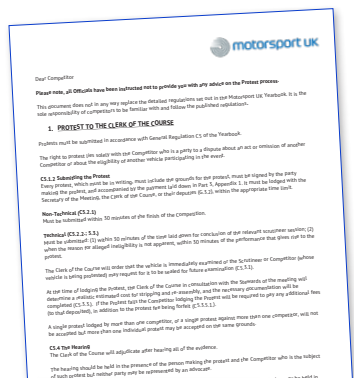 motorsport uk
Dear Competitor
Please note, all Officials have been instructed not to provide you with any advice on the Protest process.
This document does not in any way replace the detailed regulations set out in the Motorsport UK Yearbook. It is the
sole responsibility of competitors to be familiar with and follow the published regulations.
1. PROTEST TO THE CLERK OF THE COURSE
Protests must be submitted in accordance with General Regulation C5 of the Yearbook.
The right to protest lies solely with the Competitor who is a party to a dispute about an act or omission of another
Competitor or about the eligibility of another vehicle participating in the event.
C5.1.2 Submitting the Protest
Every protest, which must be in writing, must include the grounds for the protest, must be signed by the party
making the protest, and accompanied by the payment laid down in Part 3, Appendix 1. It must be lodged with the
Secretary of the Meeting, the Clerk of the Course, or their deputies (G.3.2), within the appropriate time limit.
Non-Technical (C5.2.1)
Must be submitted within 30 minutes of the finish of the Competition.
Technical (C5.2.2; 3.3.)
Must be submitted: (1) within 30 minutes of the time laid down for conclusion of the relevant scrutineer session; (2)
when the reason for alleged ineligibility is not apparent, within 30 minutes of the performance that gives rise to the
protest.
The Clerk of the Course will order that the vehicle is immediately examined or the Scrutineer or Competitor (whose
vehicle is being protested) may request for it to be sealed for future examination (C5.3.1).
At the time of lodging the Protest, the Clerk of the Course in consultation with the Stewards of the meeting will
determine a realistic estimated cost for stripping and re-assembly, and the necessary documentation will be
completed (C5.3.5). If the Protest fails the Competitor lodging the Protest will be required to pay any additional fees
(to that deposited), in addition to the protest fee being forfeit (C5.3.5.1).
A single protest lodged by more than one competitor, or a single protest against more than one competitor, will not
be accepted but more than one individual protest may be accepted on the same grounds.
C5.4 The Hearing
The Clerk of the Course will adjudicate after hearing all of the evidence.
The hearing should be held in the presence of the person making the protest and the Competitor who is the subject
of such protest but neither party may be represented by an advocate.
be held in